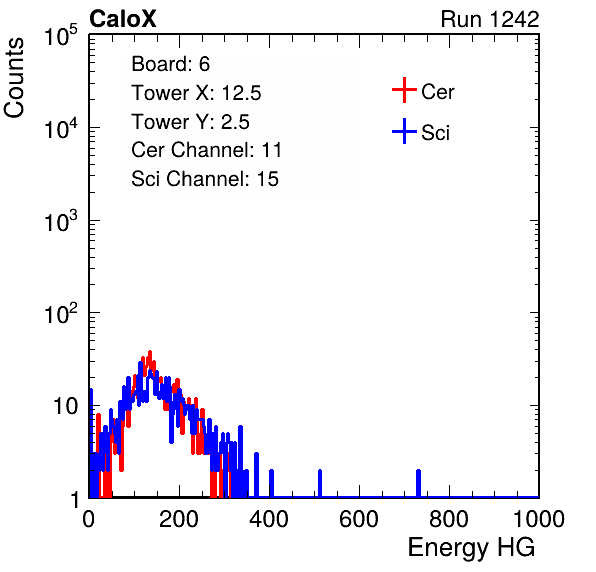 CaloX Run 1242
Board: 6
Tower X: 12.5
Tower Y: 2.5
Cer Channel: 11
Sci Channel: 15
Cer
Sci
Counts
10^5
10^4
10^3
10^2
10
1
0 200 400 600 800 1000
Energy HG